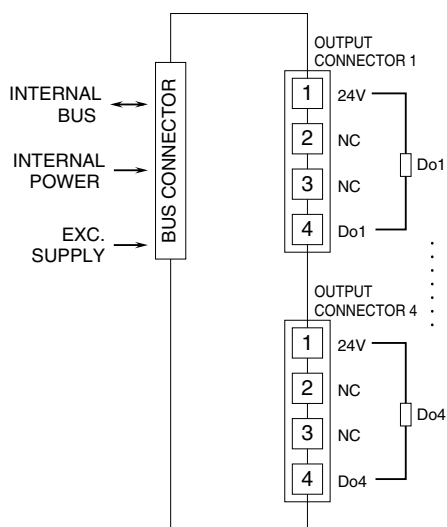 INTERNAL
BUS
INTERNAL
POWER
EXC.
SUPPLY
BUS CONNECTOR
OUTPUT
CONNECTOR 1
1 24V
2 NC
3 NC
4 Do1
Do1
OUTPUT
CONNECTOR 4
1 24V
2 NC
3 NC
4 Do4
Do4